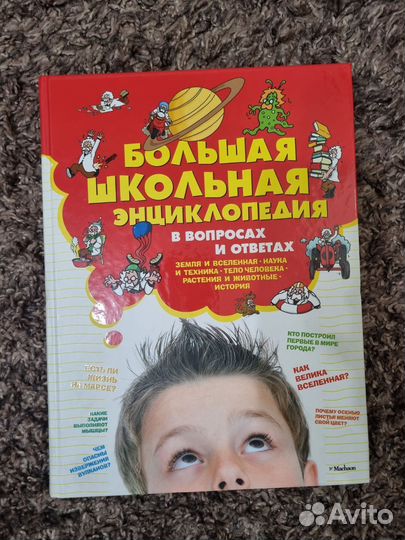 БОЛЬШАЯ
ШКОЛЬНАЯ
ЭНЦИКЛОПЕДИЯ
В ВОПРОСАХ
И ОТВЕТАХ
ЗЕМЛЯ И ВСЕЛЕННАЯ · НАУКА
И ТЕХНИКА · ТЕЛО ЧЕЛОВЕКА ·
РАСТЕНИЯ И ЖИВОТНЫЕ ·
ИСТОРИЯ
КТО ПОСТРОИЛ
ПЕРВЫЕ В МИРЕ
ГОРОДА?
ЕСТЬ ЛИ
ЖИЗНЬ
НА МАРСЕ?
КАК
ВЕЛИКА
ВСЕЛЕННАЯ?
КАКИЕ
ЗАДАЧИ
ВЫПОЛНЯЮТ
МЫШЦЫ?
ПОЧЕМУ ОСЕНЬЮ
ЛИСТЬЯ МЕНЯЮТ
СВОЙ ЦВЕТ?
ЧЕМ
ОПАСНЫ
ИЗВЕРЖЕНИЯ
ВУЛКАНОВ?
Machaon
Avito